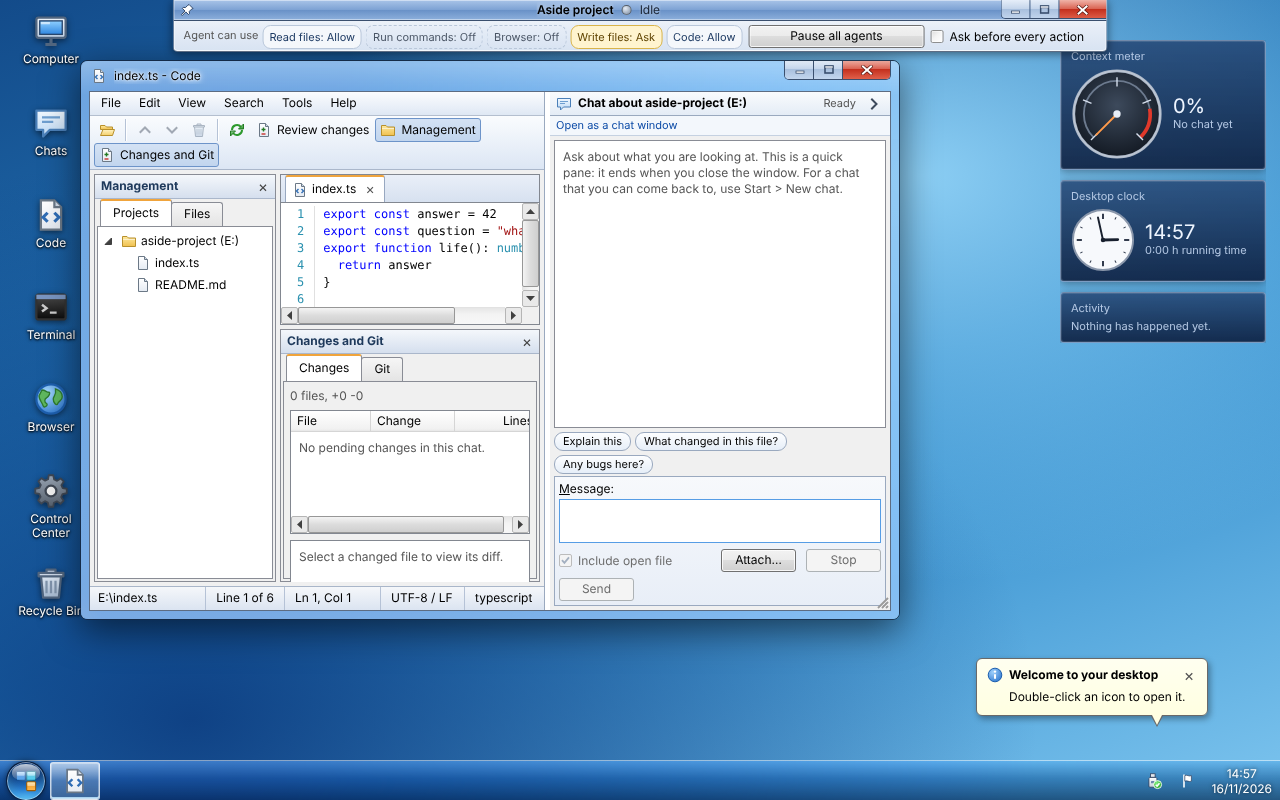 Aside project Idle
Agent can use Read files: Allow Run commands: Off Browser: Off Write files: Ask Code: Allow Pause all agents Ask before every action
Computer
Chats
Code
Terminal
Browser
Control
Center
Recycle Bin
index.ts - Code
File Edit View Search Tools Help
Review changes Management
Changes and Git
Management
Projects Files
aside-project (E:)
index.ts
README.md
index.ts
1 export const answer = 42
2 export const question = "wha
3 export function life(): numb
4 return answer
5 }
6
Changes and Git
Changes Git
0 files, +0 -0
File Change Lines
No pending changes in this chat.
Select a changed file to view its diff.
E:\index.ts Line 1 of 6 Ln 1, Col 1 UTF-8 / LF typescript
Chat about aside-project (E:) Ready
Open as a chat window
Ask about what you are looking at. This is a quick
pane: it ends when you close the window. For a chat
that you can come back to, use Start > New chat.
Explain this What changed in this file?
Any bugs here?
Message:
Include open file Attach... Stop
Send
Context meter
0%
No chat yet
Desktop clock
14:57
0:00 h running time
Activity
Nothing has happened yet.
Welcome to your desktop
Double-click an icon to open it.
14:57
16/11/2026